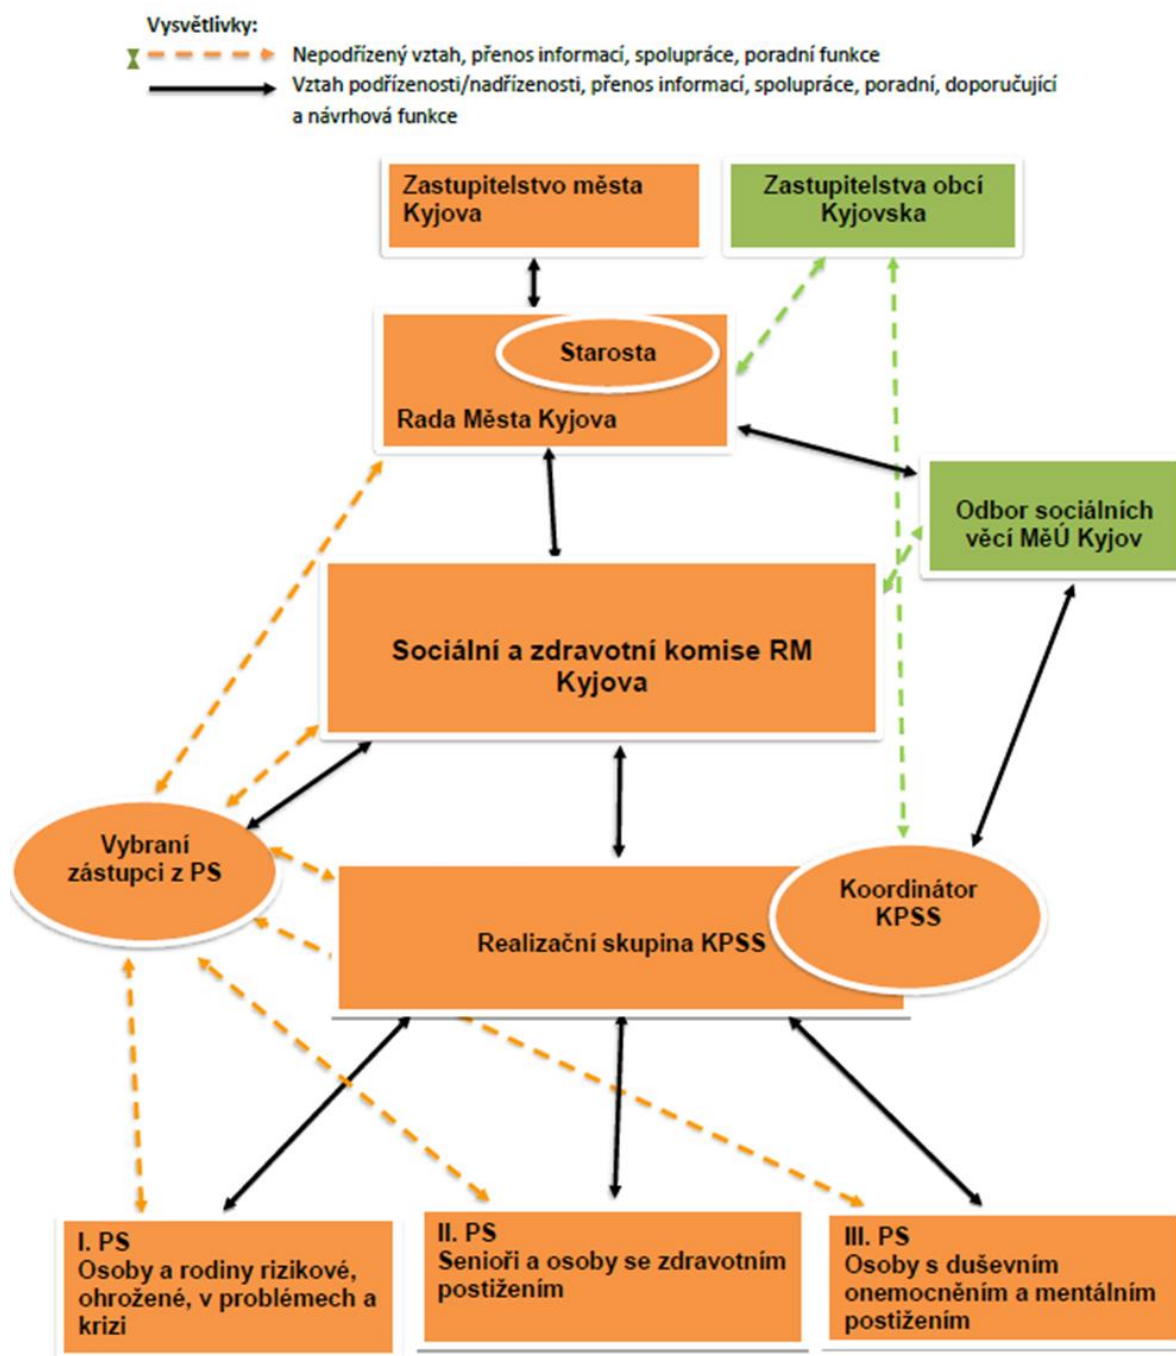 Vysvětlivky:
Nepodřízený vztah, přenos informací, spolupráce, poradní funkce
Vztah podřízenosti/nadřízenosti, přenos informací, spolupráce, poradní, doporučující
a návrhová funkce
Zastupitelstvo města
Kyjova
Zastupitelstva obcí
Kyjovska
Starosta
Rada Města Kyjova
Odbor sociálních
věcí MěÚ Kyjov
Sociální a zdravotní komise RM
Kyjova
Vybraní
zástupci z PS
Koordinátor
KPSS
Realizační skupina KPSS
I. PS
Osoby a rodiny rizikové,
ohrožené, v problémech a
krizi
II. PS
Senioři a osoby se zdravotním
postižením
III. PS
Osoby s duševním
onemocněním a mentálním
postižením